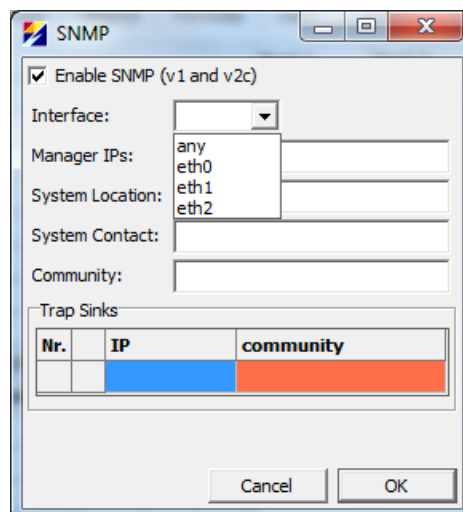 SNMP
Enable SNMP (v1 and v2c)
Interface:
any
eth0
eth1
eth2
Manager IPs:
System Location:
System Contact:
Community:
Trap Sinks
Nr. IP community
Cancel OK